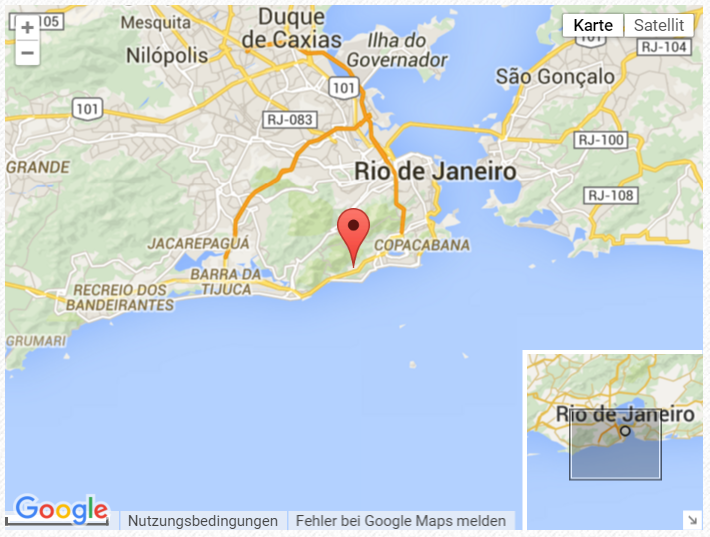 105
Mesquita
Duque
de Caxias
Karte
Satellit
Nilópolis
Ilha do
Governador
101
RJ-104
101
São Gonçalo
101
RJ-083
RJ-100
GRANDE
Rio de Janeiro
RJ-108
JACAREPAGUÁ
COPACABANA
BARRA DA
TIJUCA
RECREIO DOS
BANDEIRANTES
GRUMARI
Rio de Janeiro
Google
Nutzungsbedingungen
Fehler bei Google Maps melden